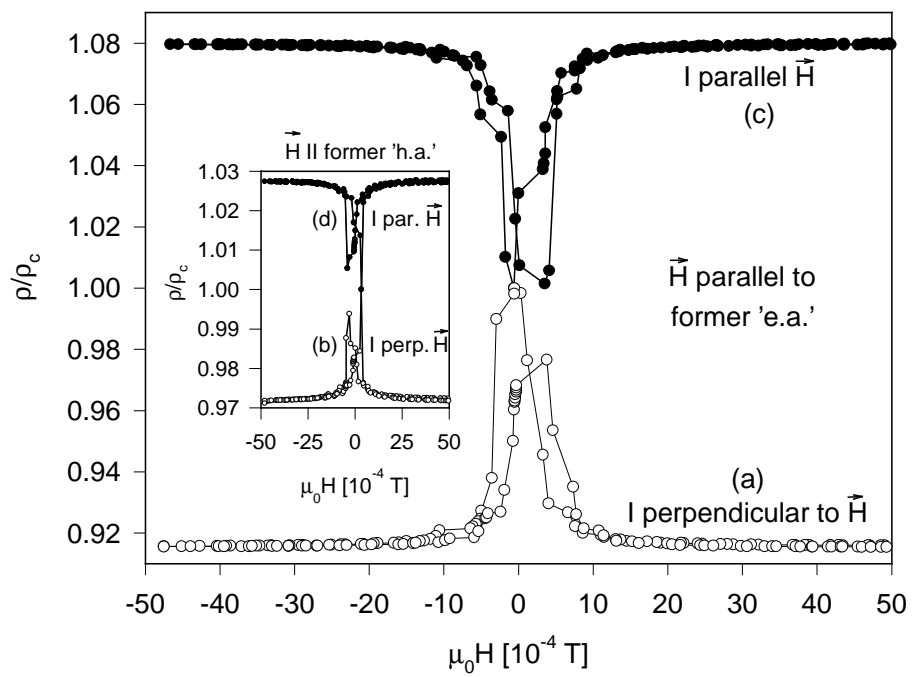 1.08
1.06
1.04
1.02
1.00
0.98
0.96
0.94
0.92
ρ/ρc
-50 -40 -30 -20 -10 0 10 20 30 40 50
μ0H [10-4 T]
I parallel H
(c)
H parallel to
former 'e.a.'
(a)
I perpendicular to H
H II former 'h.a.'
1.03
1.02
1.01
1.00
0.99
0.98
0.97
ρ/ρc
(d) I par. H
(b) I perp. H
-50 -25 0 25 50
μ0H [10-4 T]